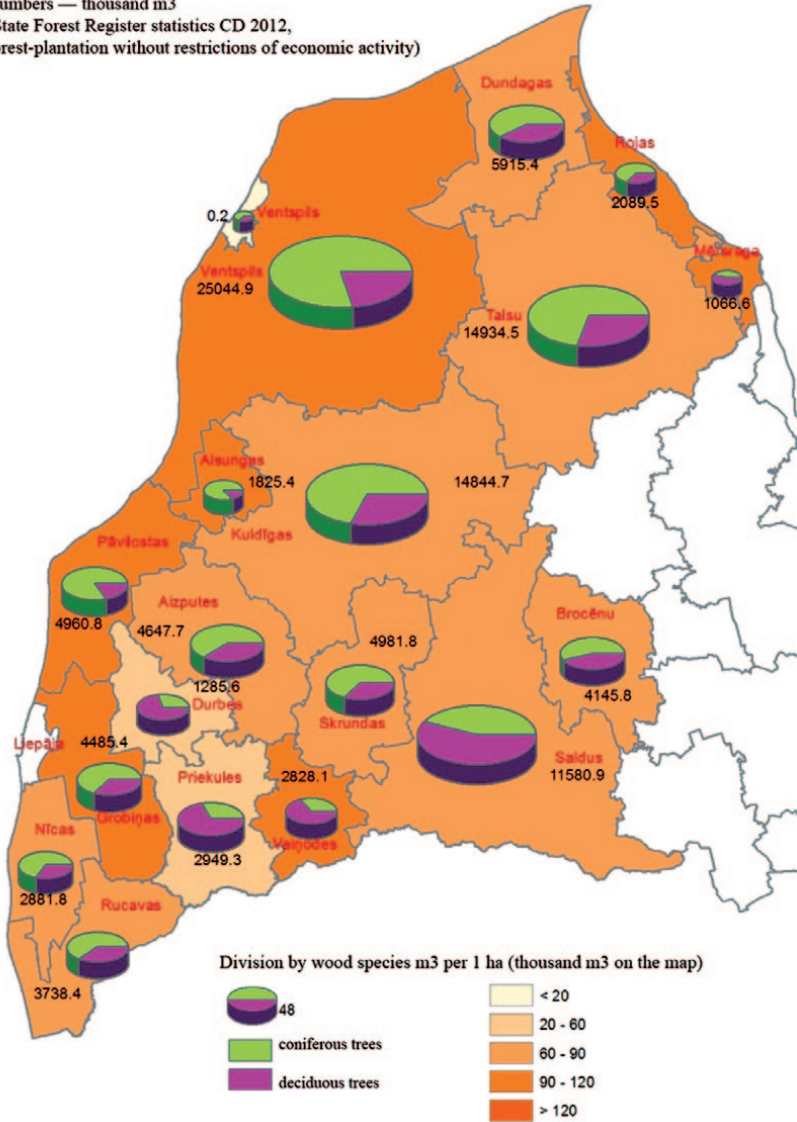 numbers — thousand m3
State Forest Register statistics CD 2012,
forest-plantation without restrictions of economic activity)
Dundagas
5915.4
Rojas
2089.5
0.2 Ventspils
Mērsraga
1066.6
Ventspils
25044.9
Talsu
14934.5
Alsungas
1825.4
14844.7
Kuldīgas
Pāvilostas
4960.8
Aizputes
4647.7
Brocēnu
4145.8
4981.8
Skrundas
1285.6
Durbes
Liepāja
4485.4
Grobiņas
Priekules
2949.3
2828.1
Vaiņodes
Saldus
11580.9
Nīcas
2881.8
Rucavas
3738.4
Division by wood species m3 per 1 ha (thousand m3 on the map)
48
coniferous trees
deciduous trees
< 20
20 - 60
60 - 90
90 - 120
> 120